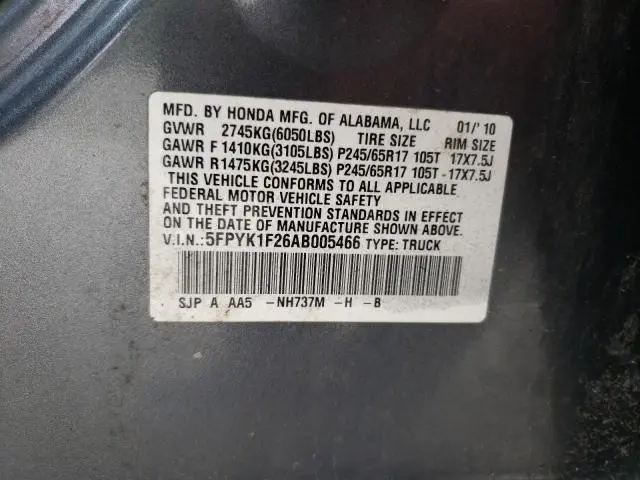 MFD. BY HONDA MFG. OF ALABAMA, LLC 01/'10
GVWR 2745KG(6050LBS) TIRE SIZE RIM SIZE
GAWR F 1410KG(3105LBS) P245/65R17 105T 17X7.5J
GAWR R1475KG(3245LBS) P245/65R17 105T -17X7.5J
THIS VEHICLE CONFORMS TO ALL APPLICABLE
FEDERAL MOTOR VEHICLE SAFETY
AND THEFT PREVENTION STANDARDS IN EFFECT
ON THE DATE OF MANUFACTURE SHOWN ABOVE.
V.I.N.:5FPYK1F26AB005466 TYPE: TRUCK
SJP A AA5 -NH737M -H -B